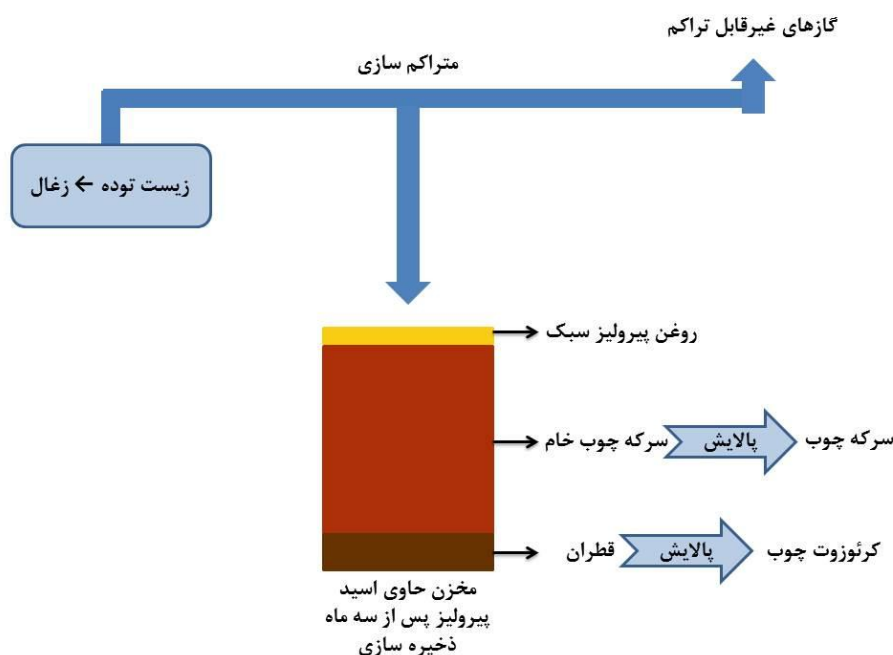 گازهای غیرقابل تراکم
متراکم سازی
زیست توده ← زغال
روغن پیرولیز سبک
سرکه چوب خام
پالایش
سرکه چوب
قطران
پالایش
کرئوزوت چوب
مخزن حاوی اسید
پیرولیز پس از سه ماه
ذخیره سازی